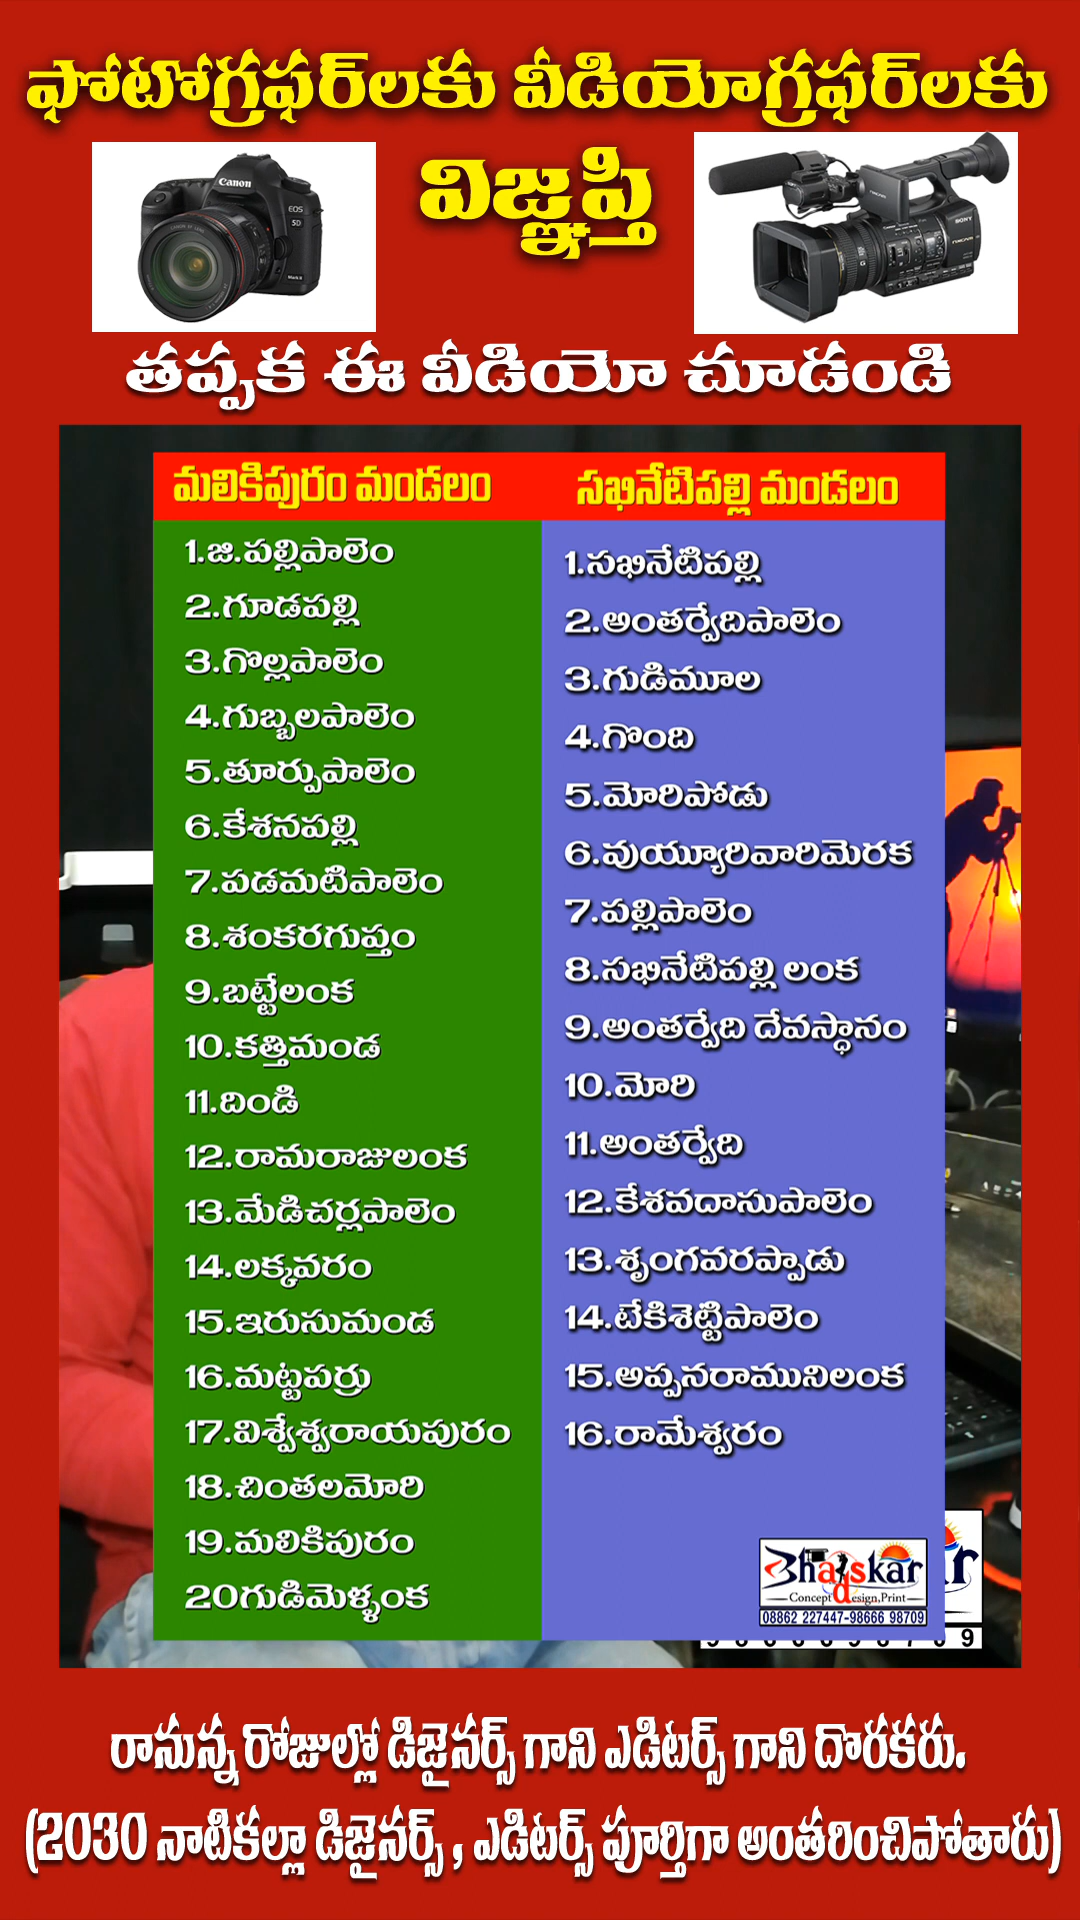 ఫోటోగ్రఫర్‌లకు వీడియోగ్రఫర్‌లకు
విజ్ఞప్తి
Canon
EOS
5D
SONY
తప్పక ఈ వీడియో చూడండి
మలికిపురం మండలం
1.జి.పల్లిపాలెం
2.గూడపల్లి
3.గొల్లపాలెం
4.గుబ్బలపాలెం
5.తూర్పుపాలెం
6.కేశనపల్లి
7.పడమటిపాలెం
8.శంకరగుప్తం
9.బట్టేలంక
10.కత్తిమండ
11.దిండి
12.రామరాజులంక
13.మేడిచర్లపాలెం
14.లక్కవరం
15.ఇరుసుమండ
16.మట్టపర్రు
17.విశ్వేశ్వరాయపురం
18.చింతలమోరి
19.మలికిపురం
20గుడిమెళ్ళంక
సఖినేటిపల్లి మండలం
1.సఖినేటిపల్లి
2.అంతర్వేదిపాలెం
3.గుడిమూల
4.గొంది
5.మోరిపోడు
6.వుయ్యూరివారిమెరక
7.పల్లిపాలెం
8.సఖినేటిపల్లి లంక
9.అంతర్వేది దేవస్థానం
10.మోరి
11.అంతర్వేది
12.కేశవదాసుపాలెం
13.శృంగవరప్పాడు
14.టేకిశెట్టిపాలెం
15.అప్పనరామునిలంక
16.రామేశ్వరం
Bhaskar
Concept design,Print
08862 227447-98666 98709
రానున్న రోజుల్లో డిజైనర్స్ గాని ఎడిటర్స్ గాని దొరకరు.
(2030 నాటికల్లా డిజైనర్స్ , ఎడిటర్స్ పూర్తిగా అంతరించిపోతారు)